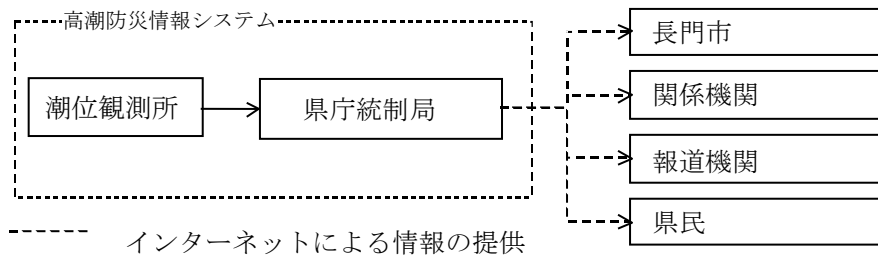 高潮防災情報システム
潮位観測所
県庁統制局
長門市
関係機関
報道機関
県民
インターネットによる情報の提供